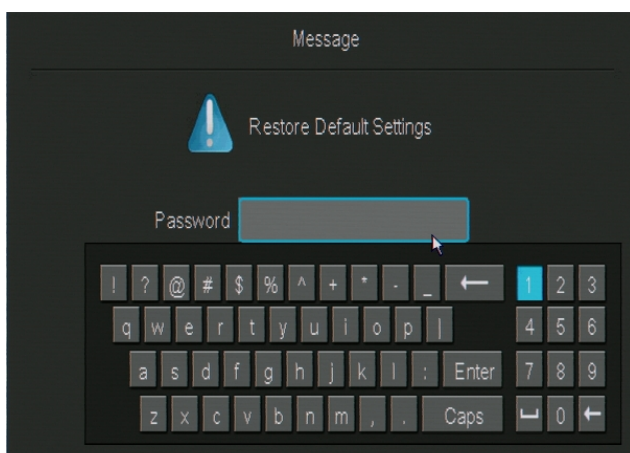 Message
Restore Default Settings
Password
! ? @ # $ % ^ + * - _ ← 1 2 3
q w e r t y u i o p | 4 5 6
a s d f g h j k l : Enter 7 8 9
z x c v b n m , . Caps ⎵ 0 ←